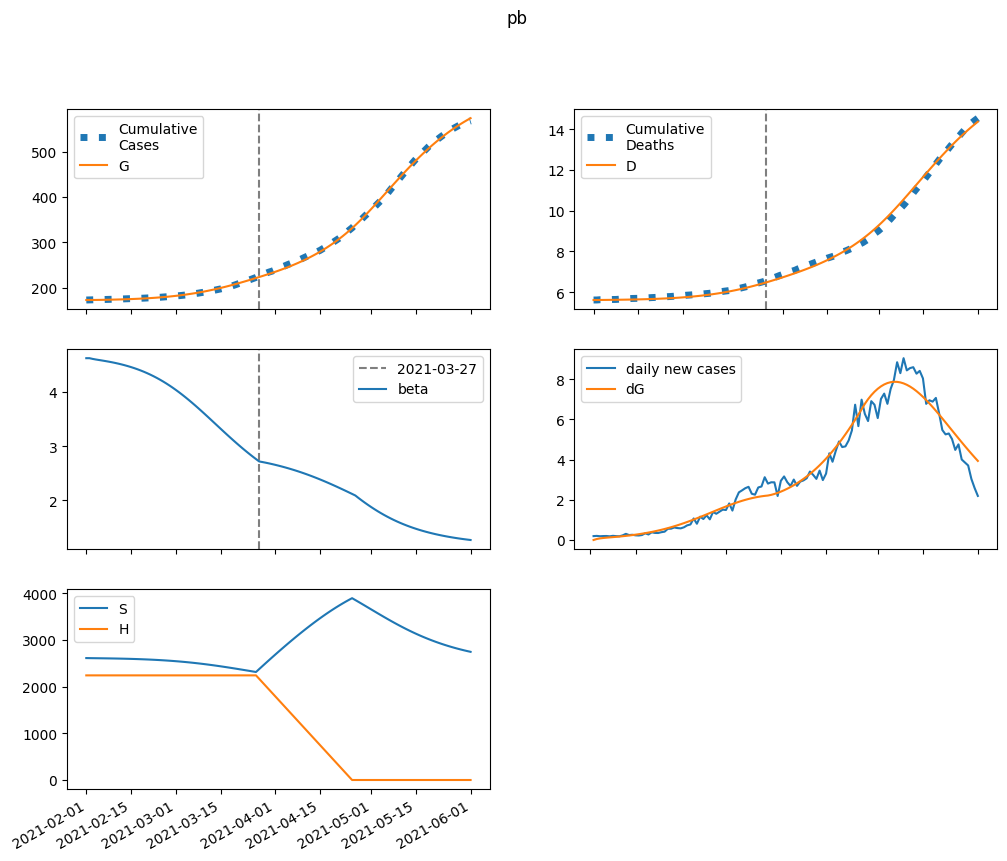 pb
Cumulative
Cases
G
500
400
300
200
Cumulative
Deaths
D
14
12
10
8
6
2021-03-27
beta
4
3
2
daily new cases
dG
8
6
4
2
0
S
H
4000
3000
2000
1000
0
2021-02-01
2021-02-15
2021-03-01
2021-03-15
2021-04-01
2021-04-15
2021-05-01
2021-05-15
2021-06-01